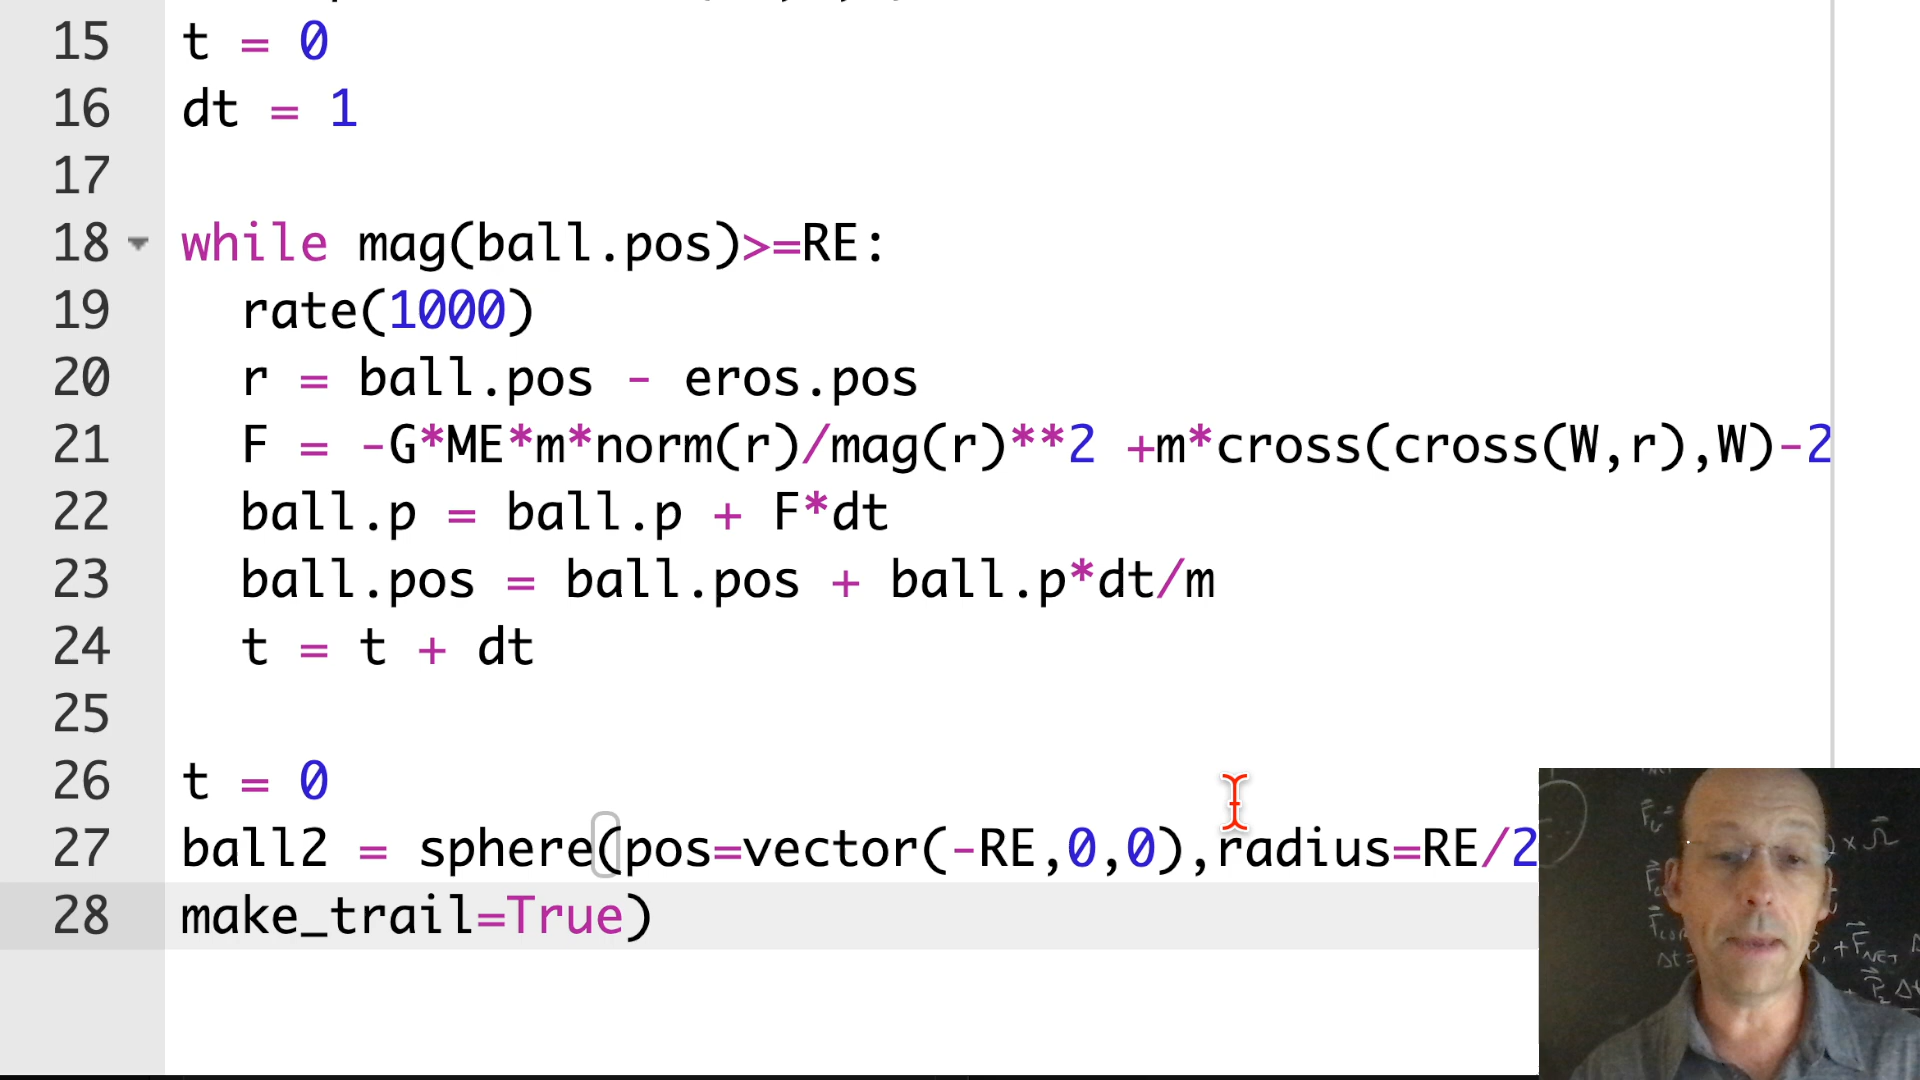 15 t = 0
16 dt = 1
17
18 while mag(ball.pos)>=RE:
19 rate(1000)
20 r = ball.pos - eros.pos
21 F = -G*ME*m*norm(r)/mag(r)**2 +m*cross(cross(W,r),W)-2
22 ball.p = ball.p + F*dt
23 ball.pos = ball.pos + ball.p*dt/m
24 t = t + dt
25
26 t = 0
27 ball2 = sphere(pos=vector(-RE,0,0),radius=RE/2
28 make_trail=True)